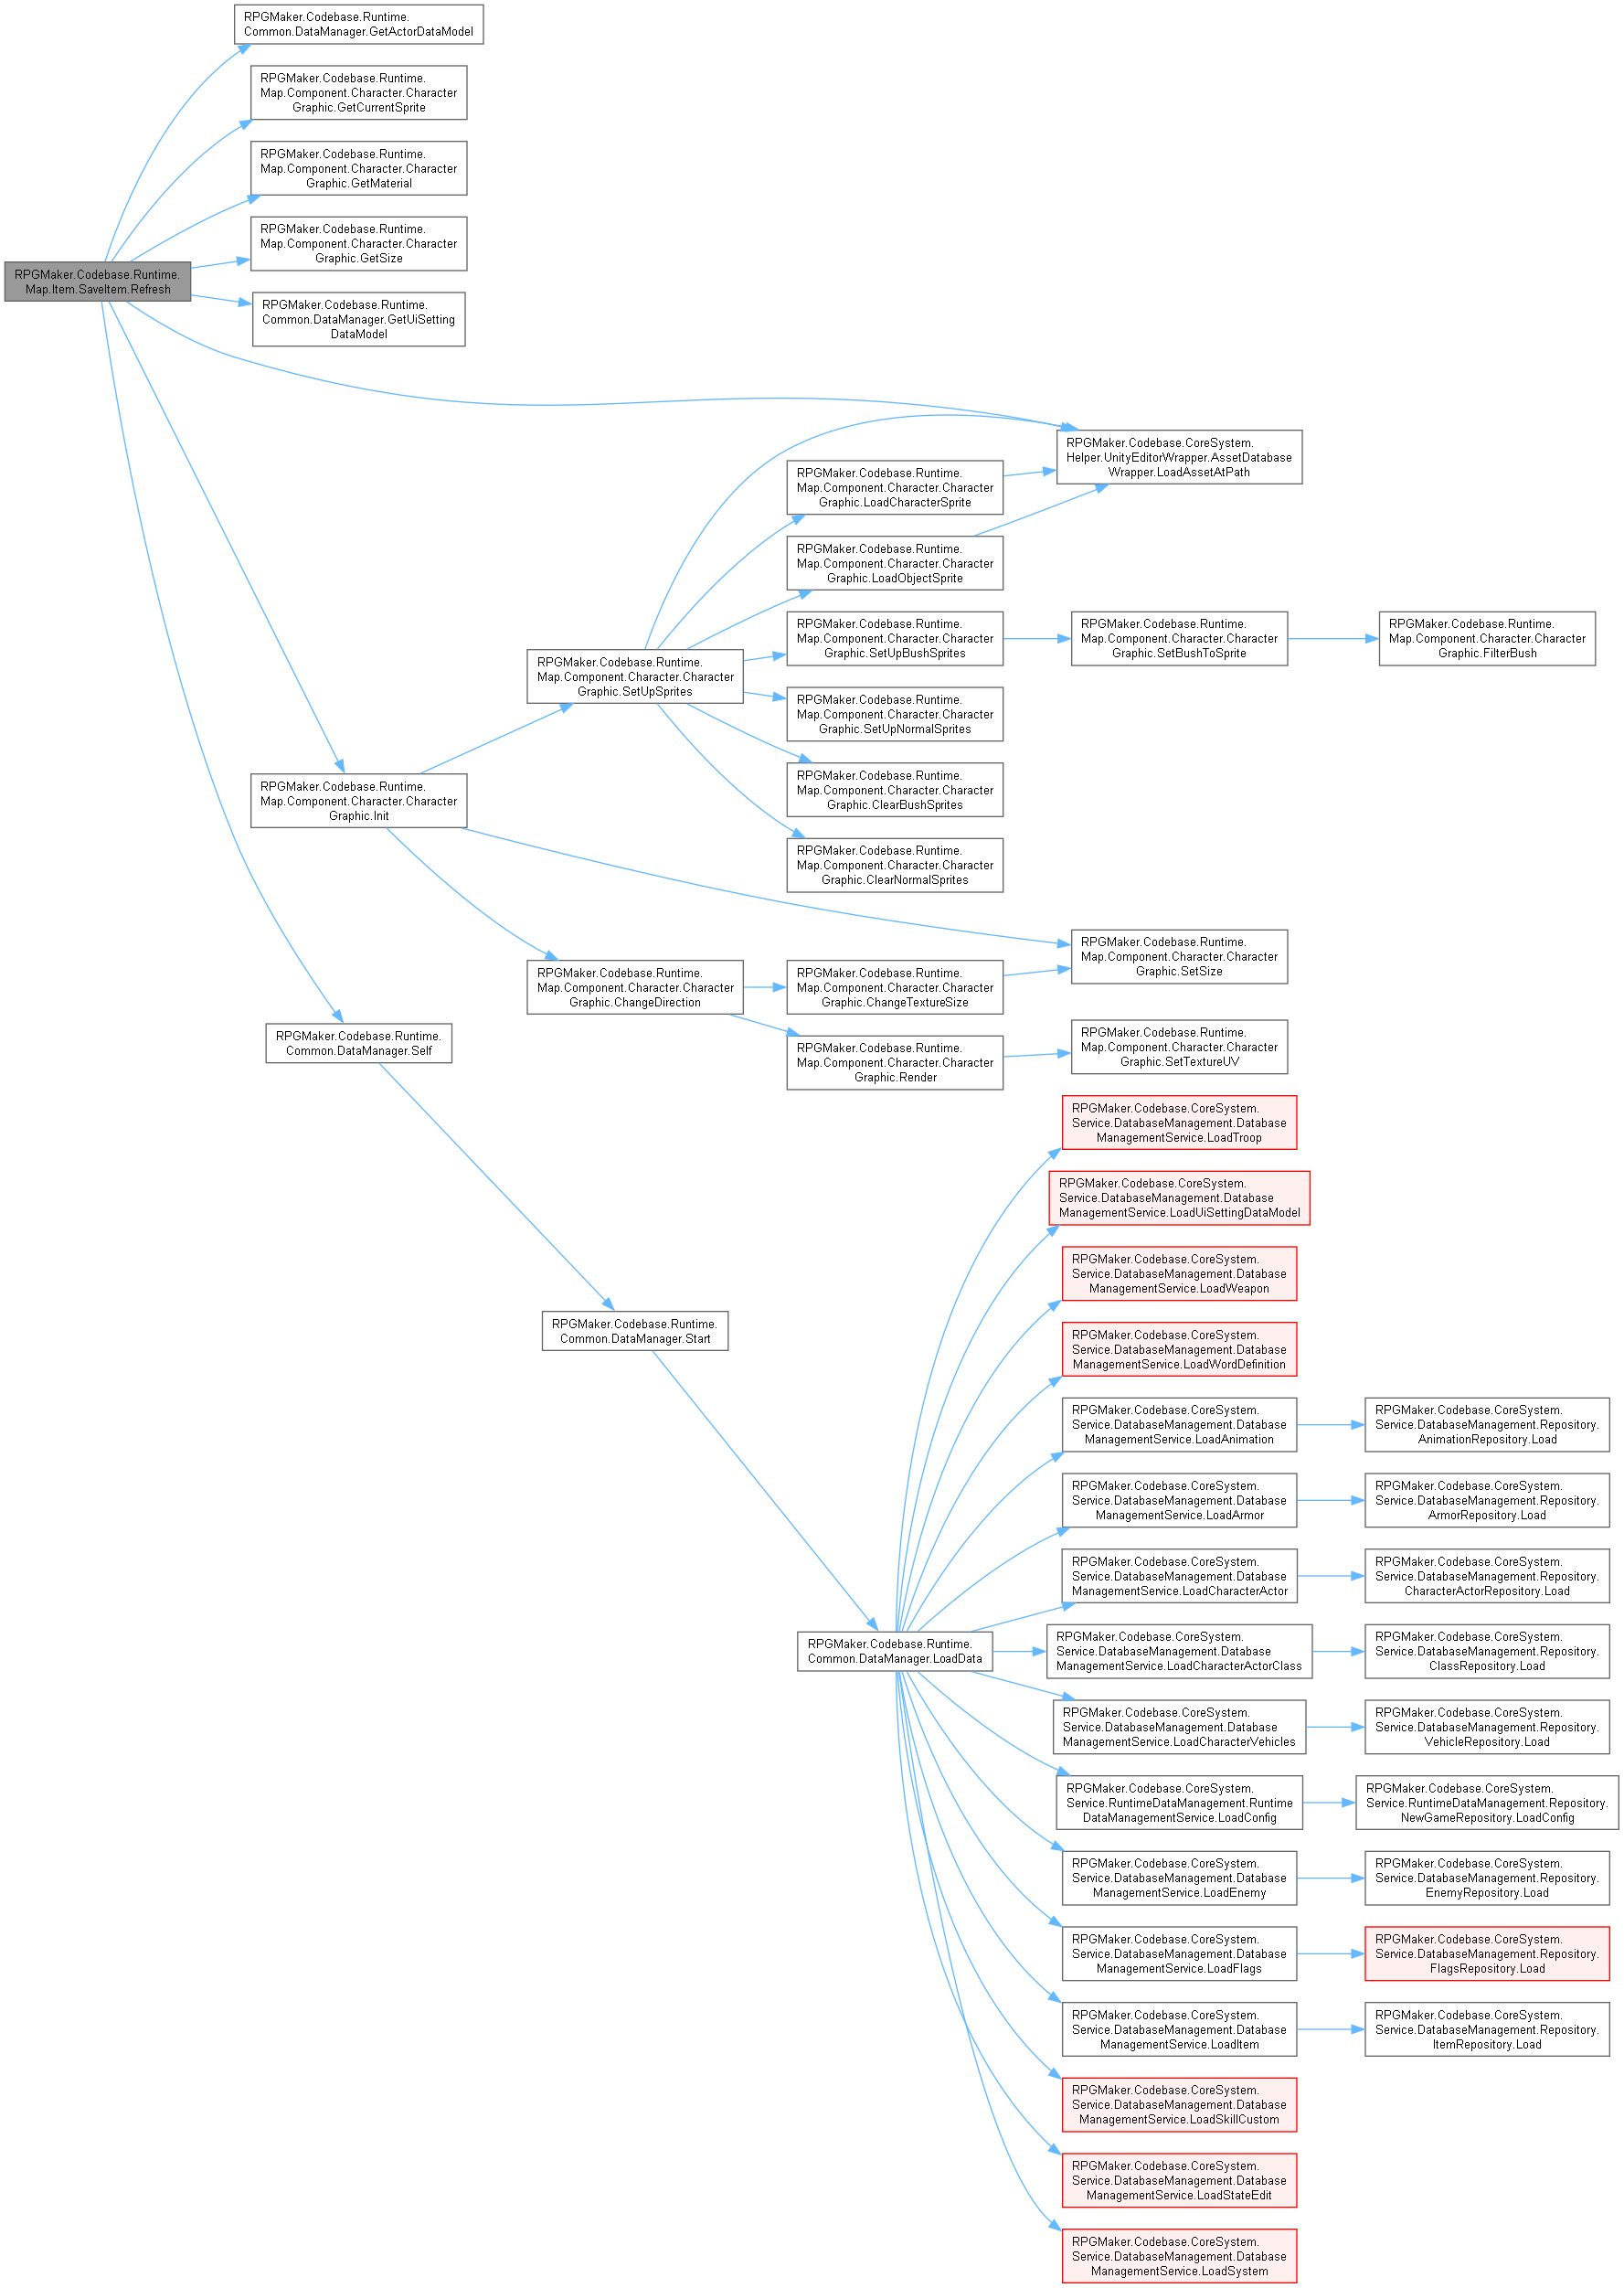 RPGMaker.Codebase.Runtime.
Common.DataManager.GetActorDataModel
RPGMaker.Codebase.Runtime.
Map.Component.Character.Character
Graphic.GetCurrentSprite
RPGMaker.Codebase.Runtime.
Map.Component.Character.Character
Graphic.GetMaterial
RPGMaker.Codebase.Runtime.
Map.Component.Character.Character
Graphic.GetSize
RPGMaker.Codebase.Runtime.
Map.Item.SaveItem.Refresh
RPGMaker.Codebase.Runtime.
Common.DataManager.GetUiSetting
DataModel
RPGMaker.Codebase.CoreSystem.
Helper.UnityEditorWrapper.AssetDatabase
Wrapper.LoadAssetAtPath
RPGMaker.Codebase.Runtime.
Map.Component.Character.Character
Graphic.LoadCharacterSprite
RPGMaker.Codebase.Runtime.
Map.Component.Character.Character
Graphic.LoadObjectSprite
RPGMaker.Codebase.Runtime.
Map.Component.Character.Character
Graphic.SetUpBushSprites
RPGMaker.Codebase.Runtime.
Map.Component.Character.Character
Graphic.SetBushToSprite
RPGMaker.Codebase.Runtime.
Map.Component.Character.Character
Graphic.FilterBush
RPGMaker.Codebase.Runtime.
Map.Component.Character.Character
Graphic.SetUpSprites
RPGMaker.Codebase.Runtime.
Map.Component.Character.Character
Graphic.SetUpNormalSprites
RPGMaker.Codebase.Runtime.
Map.Component.Character.Character
Graphic.ClearBushSprites
RPGMaker.Codebase.Runtime.
Map.Component.Character.Character
Graphic.Init
RPGMaker.Codebase.Runtime.
Map.Component.Character.Character
Graphic.ClearNormalSprites
RPGMaker.Codebase.Runtime.
Map.Component.Character.Character
Graphic.SetSize
RPGMaker.Codebase.Runtime.
Map.Component.Character.Character
Graphic.ChangeDirection
RPGMaker.Codebase.Runtime.
Map.Component.Character.Character
Graphic.ChangeTextureSize
RPGMaker.Codebase.Runtime.
Common.DataManager.Self
RPGMaker.Codebase.Runtime.
Map.Component.Character.Character
Graphic.Render
RPGMaker.Codebase.Runtime.
Map.Component.Character.Character
Graphic.SetTextureUV
RPGMaker.Codebase.CoreSystem.
Service.DatabaseManagement.Database
ManagementService.LoadTroop
RPGMaker.Codebase.CoreSystem.
Service.DatabaseManagement.Database
ManagementService.LoadUiSettingDataModel
RPGMaker.Codebase.CoreSystem.
Service.DatabaseManagement.Database
ManagementService.LoadWeapon
RPGMaker.Codebase.Runtime.
Common.DataManager.Start
RPGMaker.Codebase.CoreSystem.
Service.DatabaseManagement.Database
ManagementService.LoadWordDefinition
RPGMaker.Codebase.CoreSystem.
Service.DatabaseManagement.Database
ManagementService.LoadAnimation
RPGMaker.Codebase.CoreSystem.
Service.DatabaseManagement.Repository.
AnimationRepository.Load
RPGMaker.Codebase.CoreSystem.
Service.DatabaseManagement.Database
ManagementService.LoadArmor
RPGMaker.Codebase.CoreSystem.
Service.DatabaseManagement.Repository.
ArmorRepository.Load
RPGMaker.Codebase.CoreSystem.
Service.DatabaseManagement.Database
ManagementService.LoadCharacterActor
RPGMaker.Codebase.CoreSystem.
Service.DatabaseManagement.Repository.
CharacterActorRepository.Load
RPGMaker.Codebase.Runtime.
Common.DataManager.LoadData
RPGMaker.Codebase.CoreSystem.
Service.DatabaseManagement.Database
ManagementService.LoadCharacterActorClass
RPGMaker.Codebase.CoreSystem.
Service.DatabaseManagement.Repository.
ClassRepository.Load
RPGMaker.Codebase.CoreSystem.
Service.DatabaseManagement.Database
ManagementService.LoadCharacterVehicles
RPGMaker.Codebase.CoreSystem.
Service.DatabaseManagement.Repository.
VehicleRepository.Load
RPGMaker.Codebase.CoreSystem.
Service.RuntimeDataManagement.Runtime
DataManagementService.LoadConfig
RPGMaker.Codebase.CoreSystem.
Service.RuntimeDataManagement.Repository.
NewGameRepository.LoadConfig
RPGMaker.Codebase.CoreSystem.
Service.DatabaseManagement.Database
ManagementService.LoadEnemy
RPGMaker.Codebase.CoreSystem.
Service.DatabaseManagement.Repository.
EnemyRepository.Load
RPGMaker.Codebase.CoreSystem.
Service.DatabaseManagement.Database
ManagementService.LoadFlags
RPGMaker.Codebase.CoreSystem.
Service.DatabaseManagement.Repository.
FlagsRepository.Load
RPGMaker.Codebase.CoreSystem.
Service.DatabaseManagement.Database
ManagementService.LoadItem
RPGMaker.Codebase.CoreSystem.
Service.DatabaseManagement.Repository.
ItemRepository.Load
RPGMaker.Codebase.CoreSystem.
Service.DatabaseManagement.Database
ManagementService.LoadSkillCustom
RPGMaker.Codebase.CoreSystem.
Service.DatabaseManagement.Database
ManagementService.LoadStateEdit
RPGMaker.Codebase.CoreSystem.
Service.DatabaseManagement.Database
ManagementService.LoadSystem